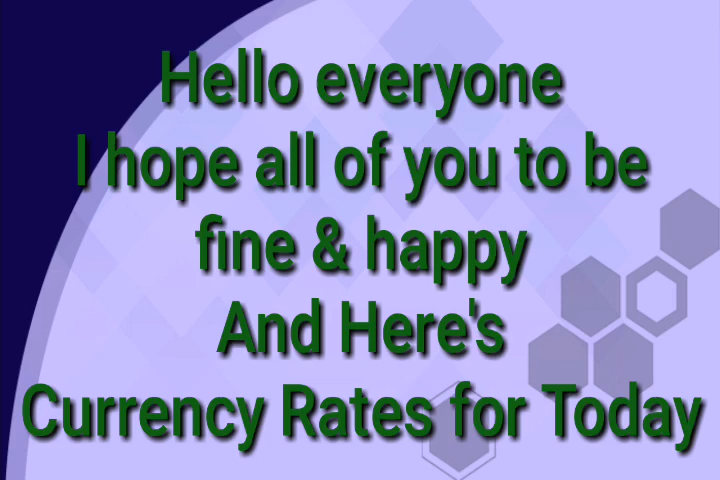 Hello everyone
I hope all of you to be
fine & happy
And Here's
Currency Rates for Today